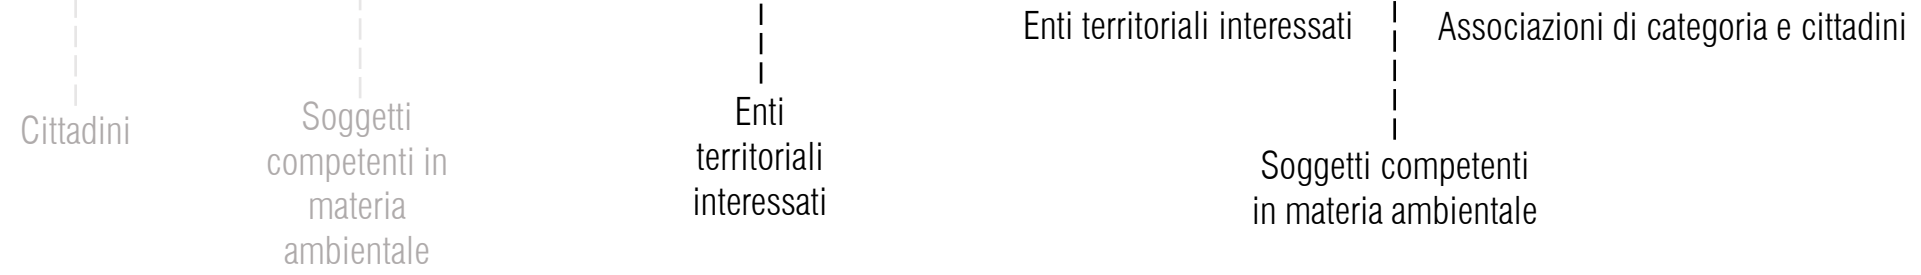 Enti territoriali interessati
Associazioni di categoria e cittadini
Cittadini
Soggetti
competenti in
materia
ambientale
Enti
territoriali
interessati
Soggetti competenti
in materia ambientale